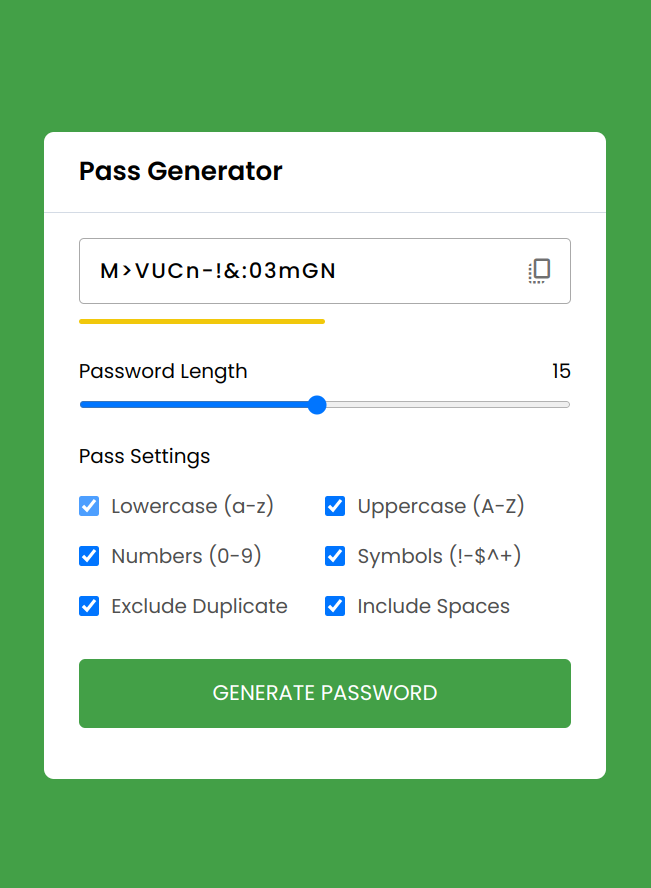 Pass Generator
M>VUCn-!&:03mGN
Password Length 15
Pass Settings
Lowercase (a-z) Uppercase (A-Z)
Numbers (0-9) Symbols (!-$^+)
Exclude Duplicate Include Spaces
GENERATE PASSWORD